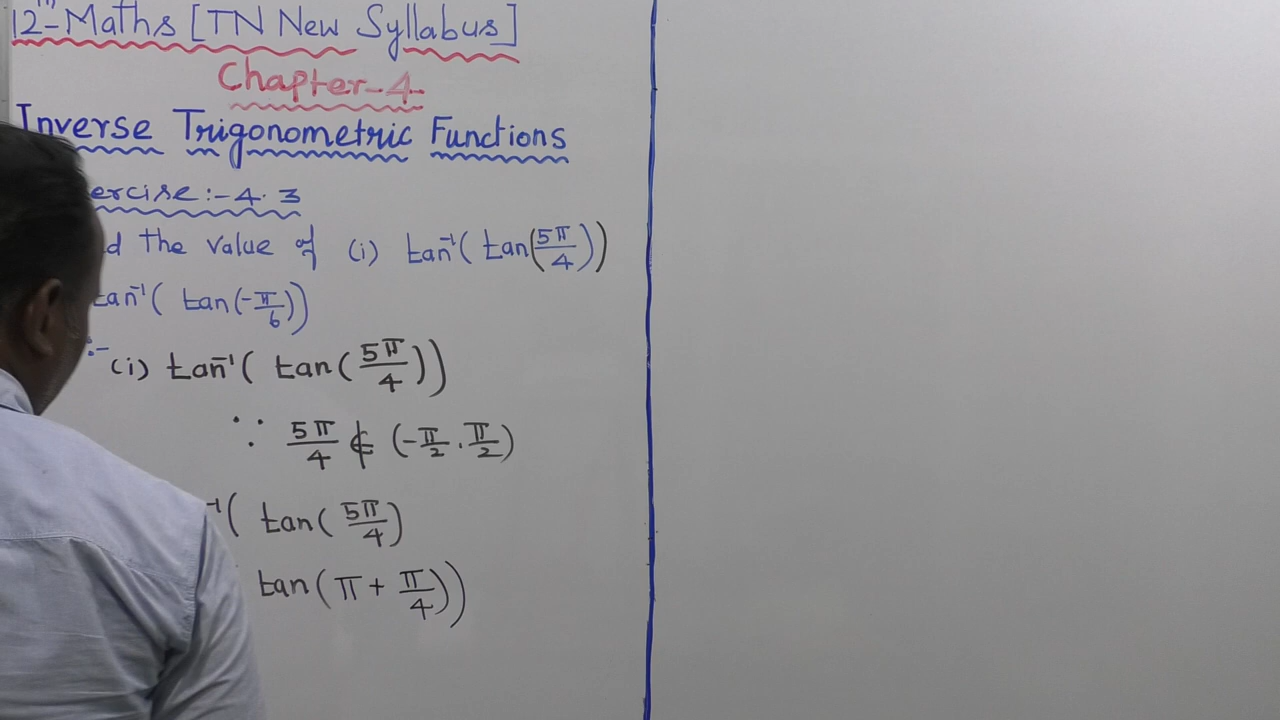 12th Maths [TN New Syllabus]
Chapter-4
Inverse Trigonometric Functions
ercise:-4.3
d the value of (i) tan⁻¹( tan(5π/4))
tan⁻¹( tan(-π/6))
:- (i) tan⁻¹( tan(5π/4))
∵ 5π/4 ∉ (-π/2, π/2)
⁻¹( tan(5π/4)
tan(π + π/4))